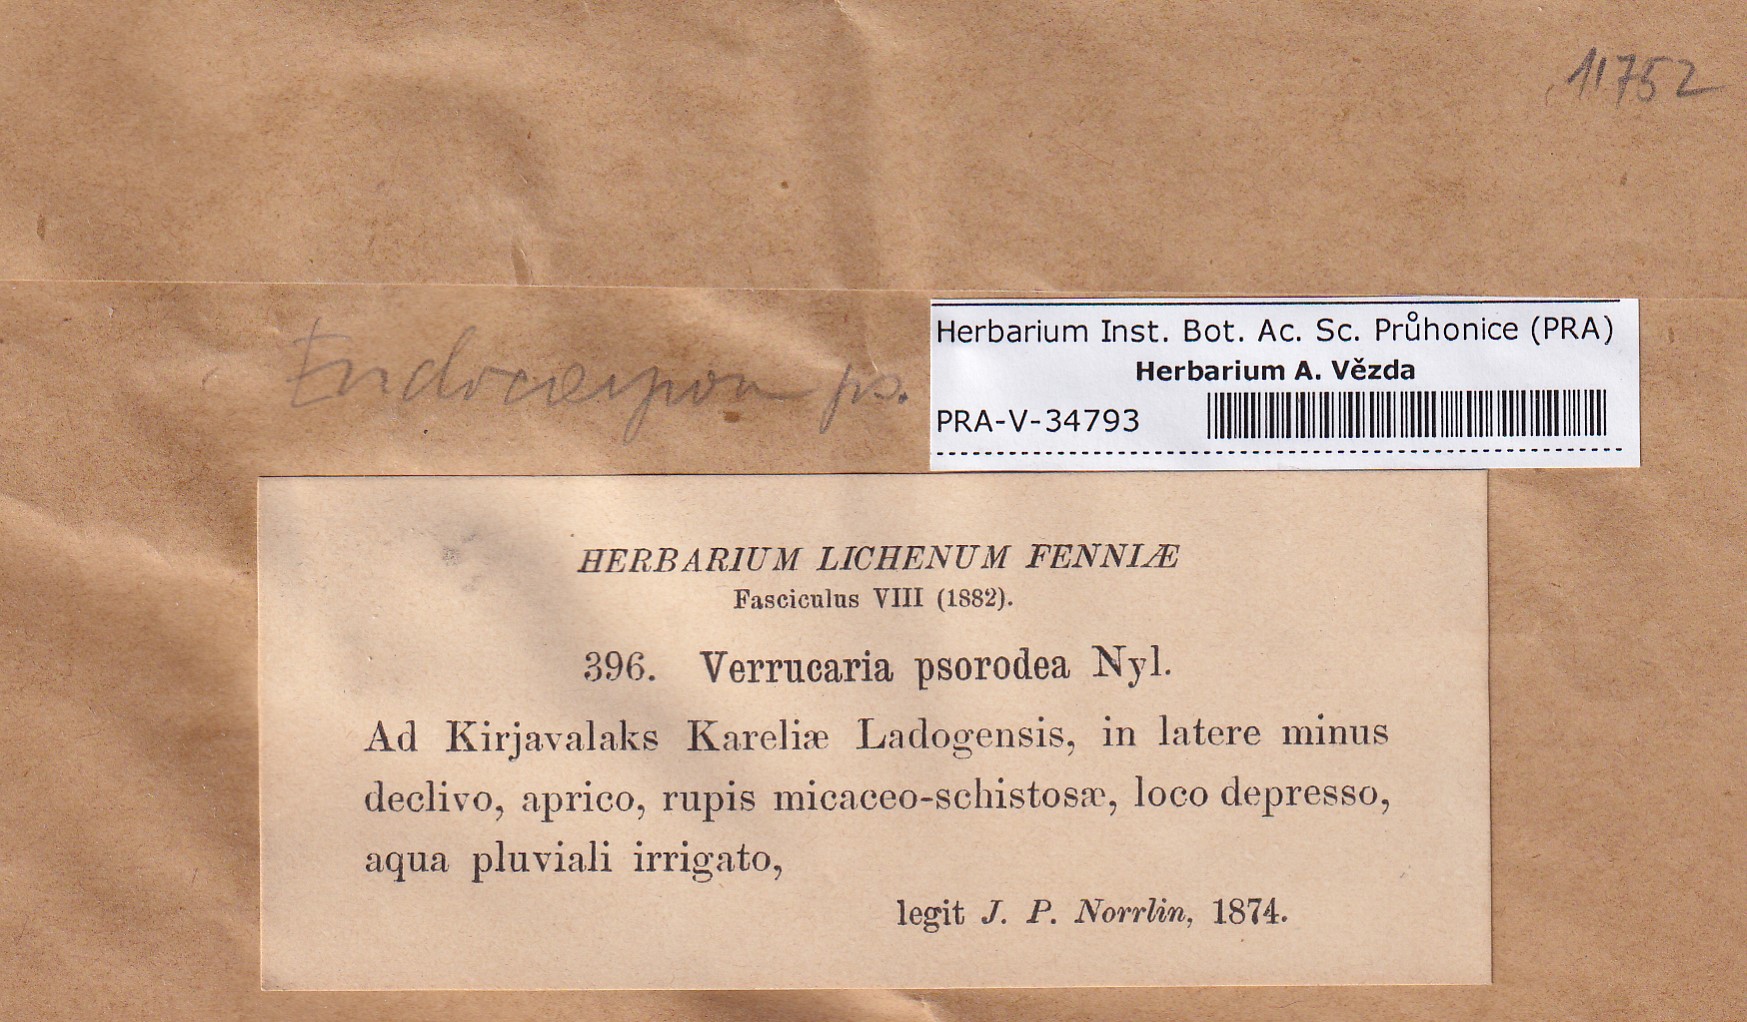 11752
Endocarpon ps.
Herbarium Inst. Bot. Ac. Sc. Průhonice (PRA)
Herbarium A. Vězda
PRA-V-34793
HERBARIUM LICHENUM FENNIÆ
Fasciculus VIII (1882).
396. Verrucaria psorodea Nyl.
Ad Kirjavalaks Kareliæ Ladogensis, in latere minus
declivo, aprico, rupis micaceo-schistosæ, loco depresso,
aqua pluviali irrigato,
legit J. P. Norrlin, 1874.